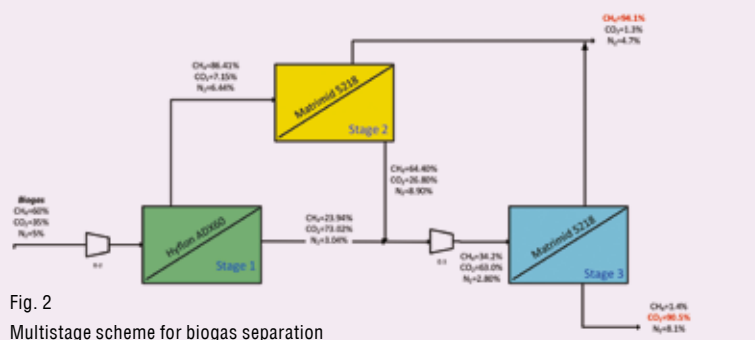 CH₄=94.1%
CO₂=1.3%
N₂=4.7%
CH₄=86.41%
CO₂=7.15%
N₂=6.44%
Matrimid 5218
Stage 2
CH₄=64.40%
CO₂=26.80%
N₂=8.90%
Biogas
CH₄=60%
CO₂=35%
N₂=5%
Hyflon ADX60
Stage 1
CH₄=23.94%
CO₂=73.02%
N₂=3.04%
Matrimid 5218
Stage 3
CH₄=34.2%
CO₂=63.0%
N₂=2.80%
CH₄=1.4%
CO₂=90.5%
N₂=8.1%
Fig. 2
Multistage scheme for biogas separation